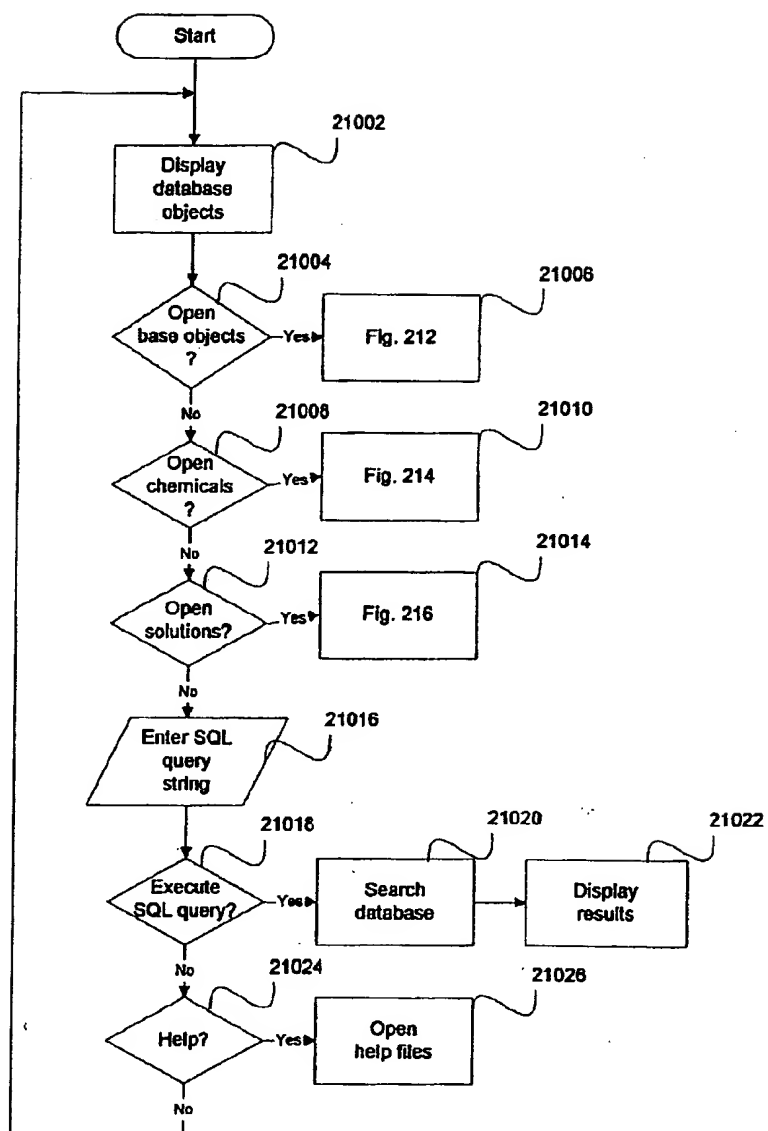 Start
21002
Display
database
objects
21004
21006
Open
base objects
?
Yes
Fig. 212
No
21008
21010
Open
chemicals
?
Yes
Fig. 214
No
21012
21014
Open
solutions?
Yes
Fig. 216
No
21016
Enter SQL
query
string
21018
21020
21022
Execute
SQL query?
Yes
Search
database
Display
results
No
21024
21026
Help?
Yes
Open
help files
No